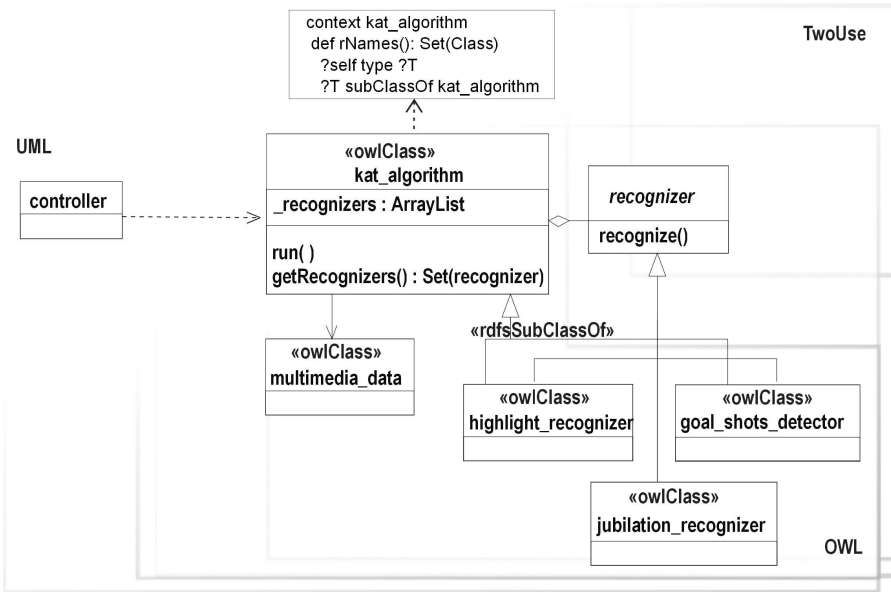 context kat_algorithm
def rNames(): Set(Class)
?self type ?T
?T subClassOf kat_algorithm
TwoUse
UML
controller
«owlClass»
kat_algorithm
_recognizers : ArrayList
run( )
getRecognizers() : Set(recognizer)
recognizer
recognize()
«rdfsSubClassOf»
«owlClass»
multimedia_data
«owlClass»
highlight_recognizer
«owlClass»
goal_shots_detector
«owlClass»
jubilation_recognizer
OWL